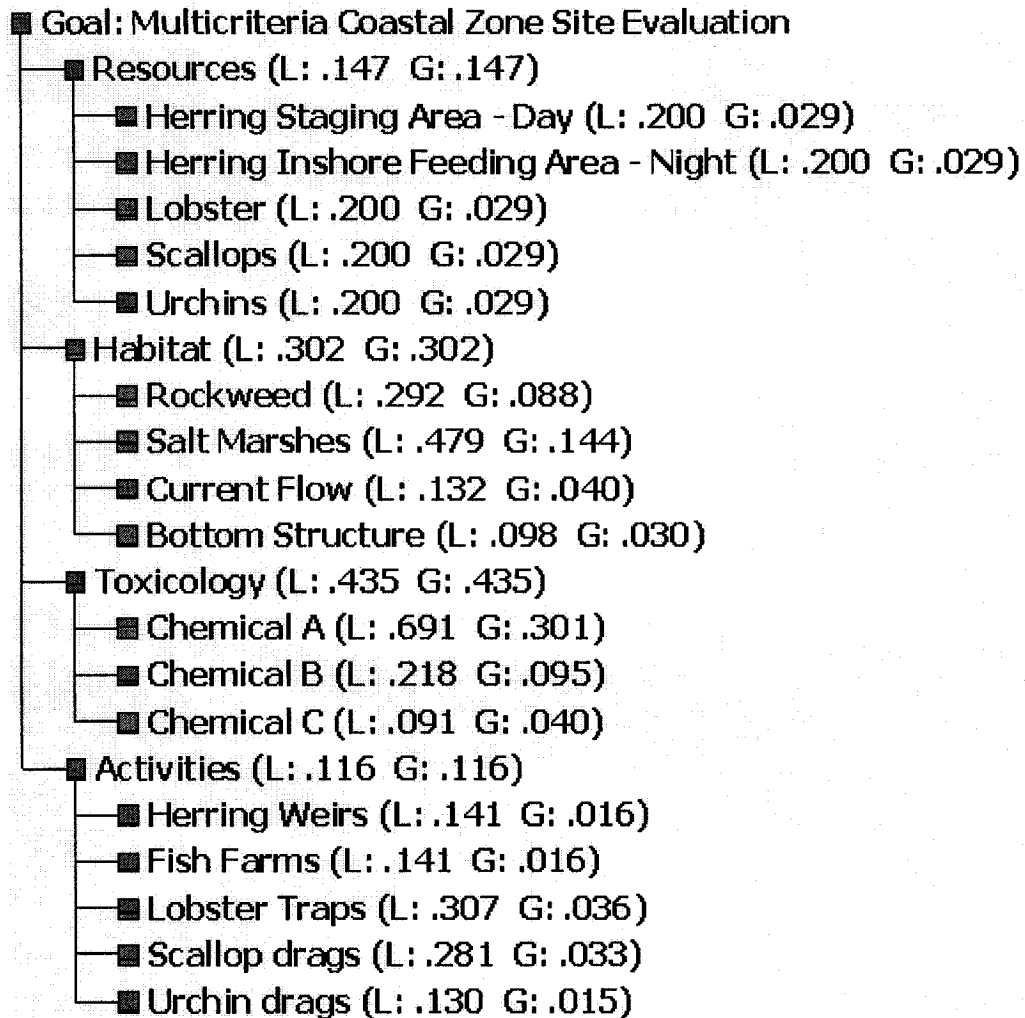 Goal: Multicriteria Coastal Zone Site Evaluation
Resources (L: .147 G: .147)
Herring Staging Area - Day (L: .200 G: .029)
Herring Inshore Feeding Area - Night (L: .200 G: .029)
Lobster (L: .200 G: .029)
Scallops (L: .200 G: .029)
Urchins (L: .200 G: .029)
Habitat (L: .302 G: .302)
Rockweed (L: .292 G: .088)
Salt Marshes (L: .479 G: .144)
Current Flow (L: .132 G: .040)
Bottom Structure (L: .098 G: .030)
Toxicology (L: .435 G: .435)
Chemical A (L: .691 G: .301)
Chemical B (L: .218 G: .095)
Chemical C (L: .091 G: .040)
Activities (L: .116 G: .116)
Herring Weirs (L: .141 G: .016)
Fish Farms (L: .141 G: .016)
Lobster Traps (L: .307 G: .036)
Scallop drags (L: .281 G: .033)
Urchin drags (L: .130 G: .015)